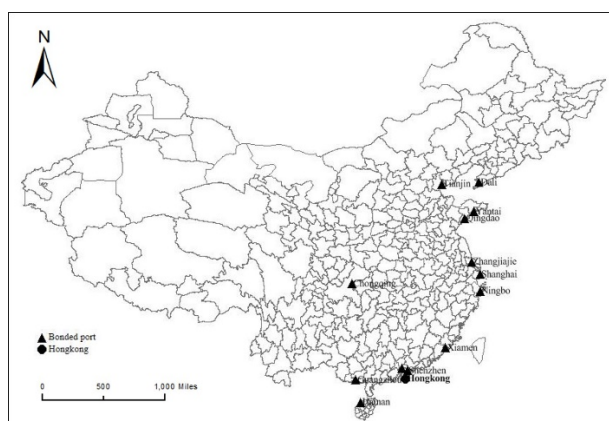 N
Tianjin
Dali
Yantai
Qingdao
Zhangjiajie
Shanghai
Chongqing
Ningbo
Bonded port
Hongkong
Xiamen
Shenzhen
Guangzhou
Hongkong
Hainan
0 500 1,000 Miles